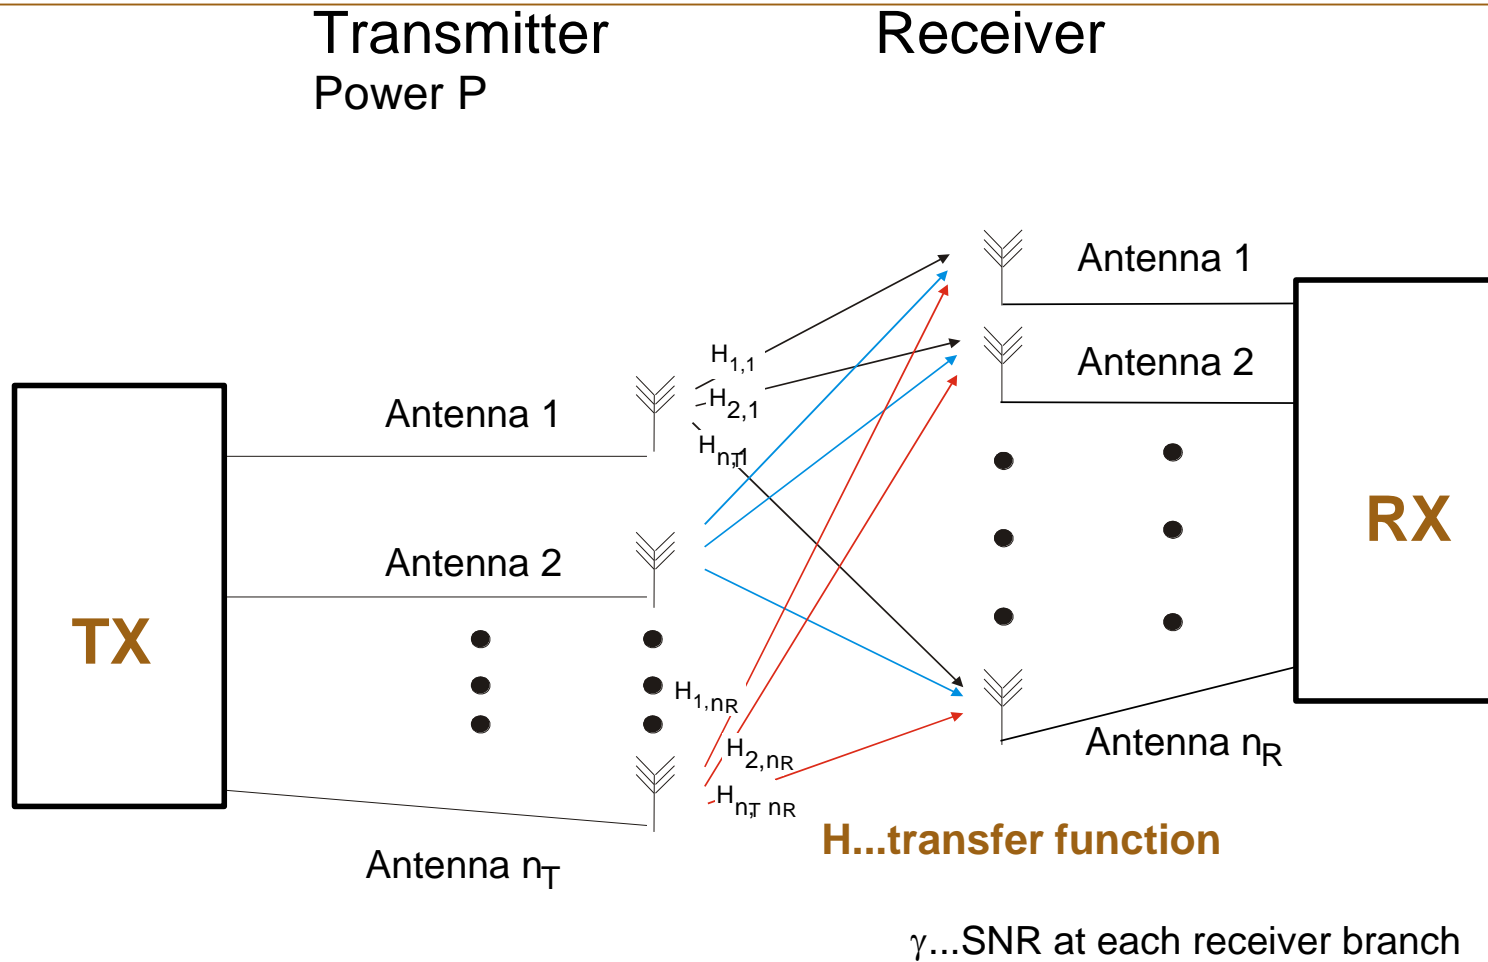 Transmitter
Receiver
Power P
Antenna 1
Antenna 2
H1,1
H2,1
HnT,1
Antenna 1
Antenna 2
RX
TX
H1,nR
H2,nR
HnT,nR
Antenna nR
Antenna nT
H...transfer function
γ...SNR at each receiver branch